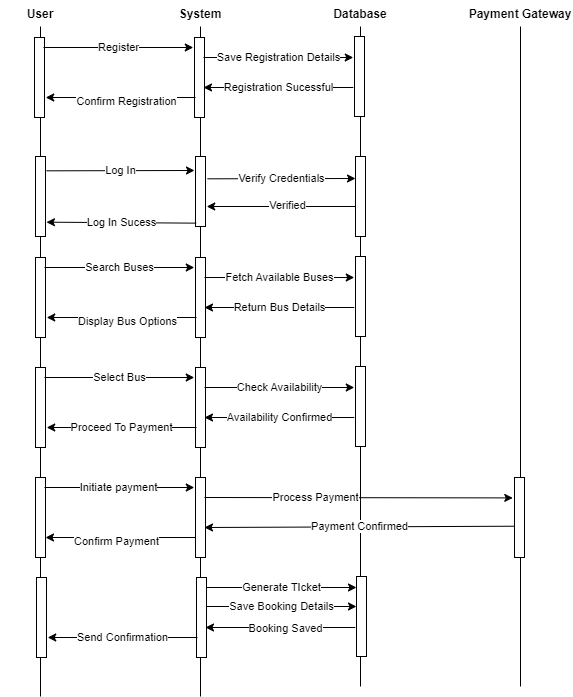 User
System
Database
Payment Gateway
Register
Save Registration Details
Registration Sucessful
Confirm Registration
Log In
Verify Credentials
Verified
Log In Sucess
Search Buses
Fetch Available Buses
Return Bus Details
Display Bus Options
Select Bus
Check Availability
Availability Confirmed
Proceed To Payment
Initiate payment
Process Payment
Payment Confirmed
Confirm Payment
Generate TIcket
Save Booking Details
Booking Saved
Send Confirmation